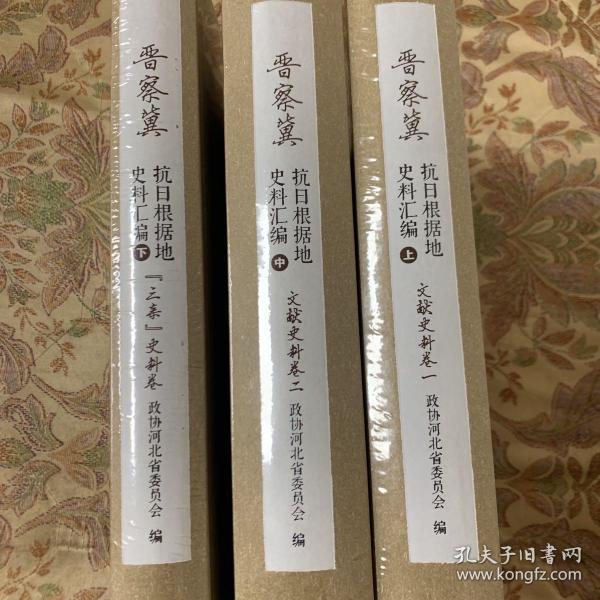 晋察冀
抗日根据地
史料汇编 下
『三亲』史料卷
政协河北省委员会 编
晋察冀
抗日根据地
史料汇编 中
文献史料卷二
政协河北省委员会 编
晋察冀
抗日根据地
史料汇编 上
文献史料卷一
政协河北省委员会 编
孔夫子旧書网
www.kongfz.com